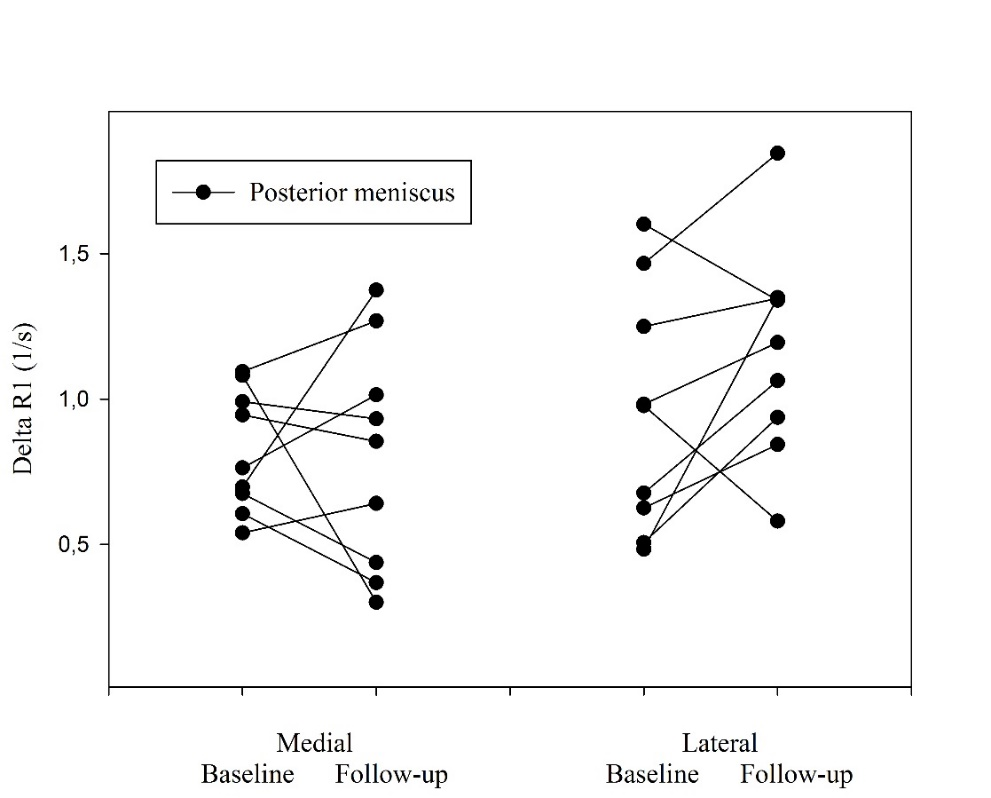 Posterior meniscus
1,5
1,0
0,5
Delta R1 (1/s)
Medial Lateral
Baseline Follow-up Baseline Follow-up